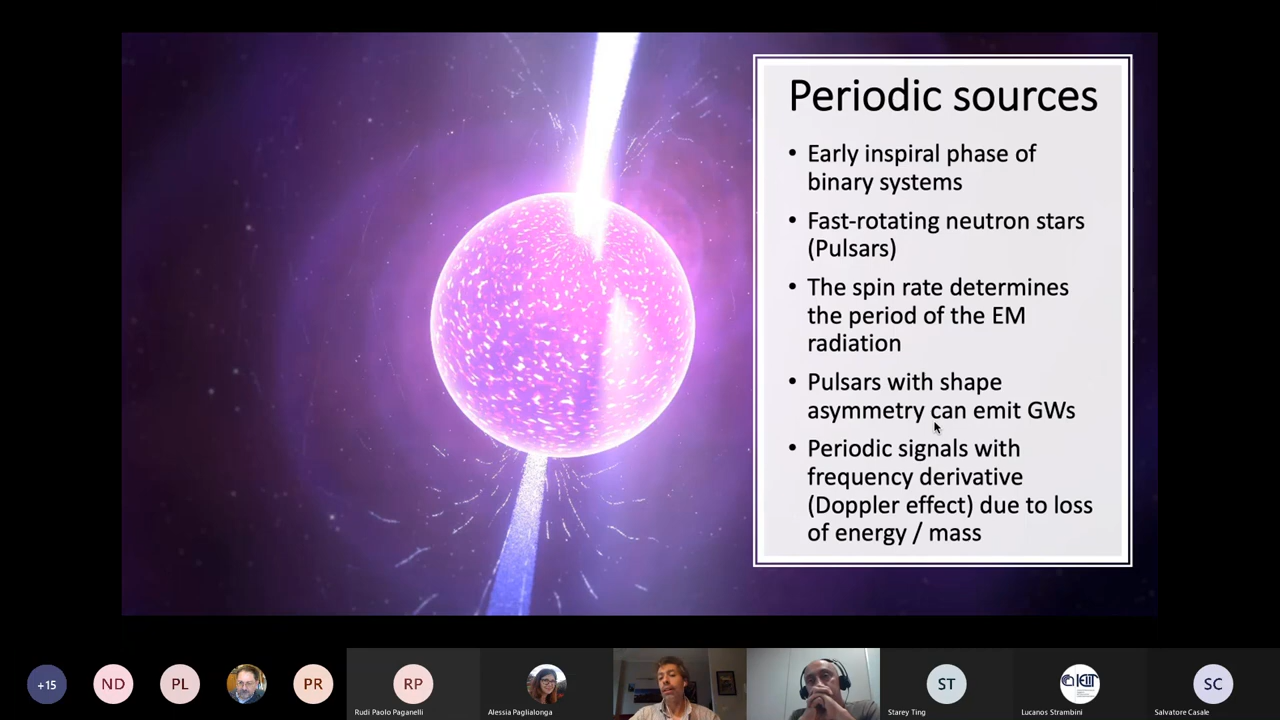 Periodic sources
• Early inspiral phase of
binary systems
• Fast-rotating neutron stars
(Pulsars)
• The spin rate determines
the period of the EM
radiation
• Pulsars with shape
asymmetry can emit GWs
• Periodic signals with
frequency derivative
(Doppler effect) due to loss
of energy / mass
+15
ND
PL
PR
RP
Rudi Paolo Paganelli
Alessia Paglialonga
ST
Starey Ting
IEIIT
Lucanos Strambini
SC
Salvatore Casale